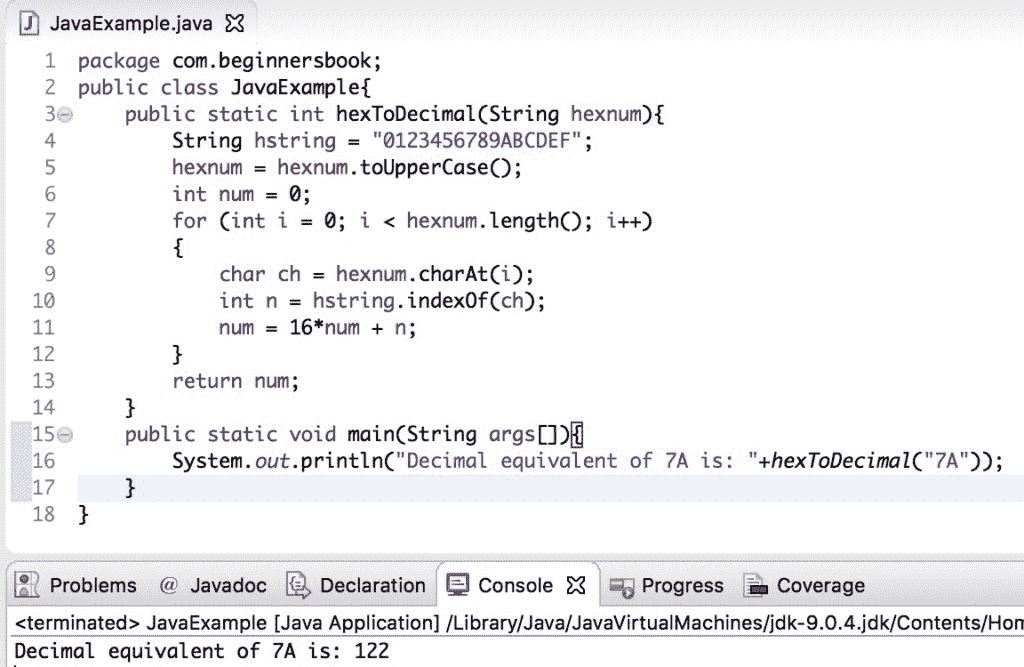 JavaExample.java
1 package com.beginnersbook;
2 public class JavaExample{
3 public static int hexToDecimal(String hexnum){
4 String hstring = "0123456789ABCDEF";
5 hexnum = hexnum.toUpperCase();
6 int num = 0;
7 for (int i = 0; i < hexnum.length(); i++)
8 {
9 char ch = hexnum.charAt(i);
10 int n = hstring.indexOf(ch);
11 num = 16*num + n;
12 }
13 return num;
14 }
15 public static void main(String args[]){
16 System.out.println("Decimal equivalent of 7A is: "+hexToDecimal("7A"));
17 }
18 }
Problems @ Javadoc Declaration Console Progress Coverage
<terminated> JavaExample [Java Application] /Library/Java/JavaVirtualMachines/jdk-9.0.4.jdk/Contents/Hom
Decimal equivalent of 7A is: 122